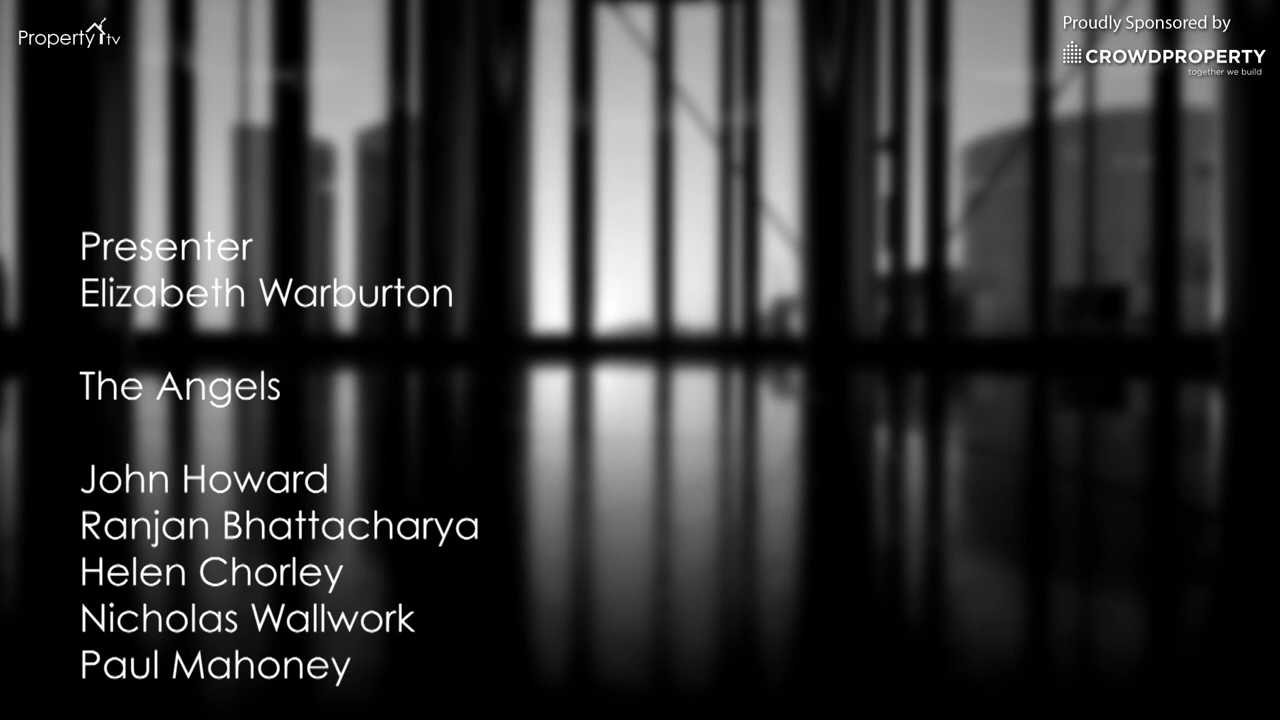 Property tv
Proudly Sponsored by
CROWDPROPERTY
together we build
Presenter
Elizabeth Warburton
The Angels
John Howard
Ranjan Bhattacharya
Helen Chorley
Nicholas Wallwork
Paul Mahoney